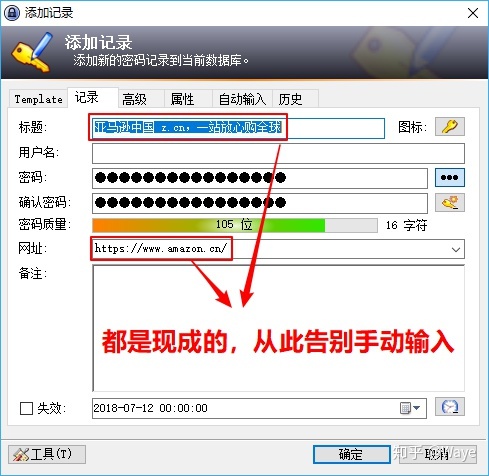 添加记录
添加记录
添加新的密码记录到当前数据库。
Template 记录 高级 属性 自动输入 历史
标题: 亚马逊中国 z.cn，一站放心购全球 图标:
用户名:
密码: ●●●●●●●●●●●●●●●● •••
确认密码: ●●●●●●●●●●●●●●●●
密码质量: 105 位 16 字符
网址: https://www.amazon.cn/
备注:
都是现成的，从此告别手动输入
失效: 2018-07-12 00:00:00
工具(T) 确定 取消
知乎 @Waye